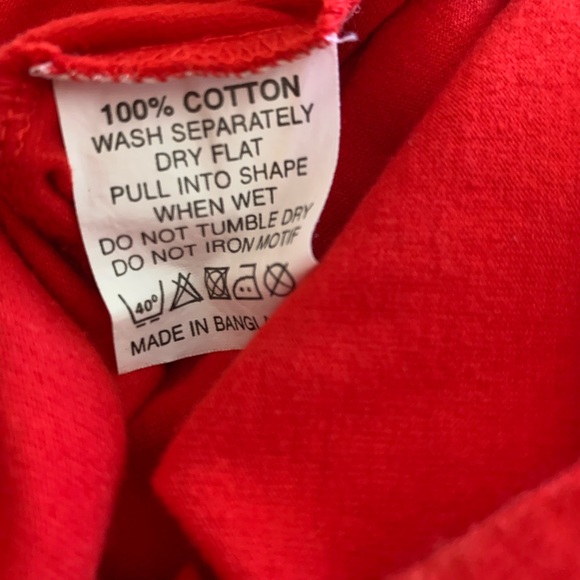 100% COTTON
WASH SEPARATELY
DRY FLAT
PULL INTO SHAPE
WHEN WET
DO NOT TUMBLE DRY
DO NOT IRON MOTIF
40°
MADE IN